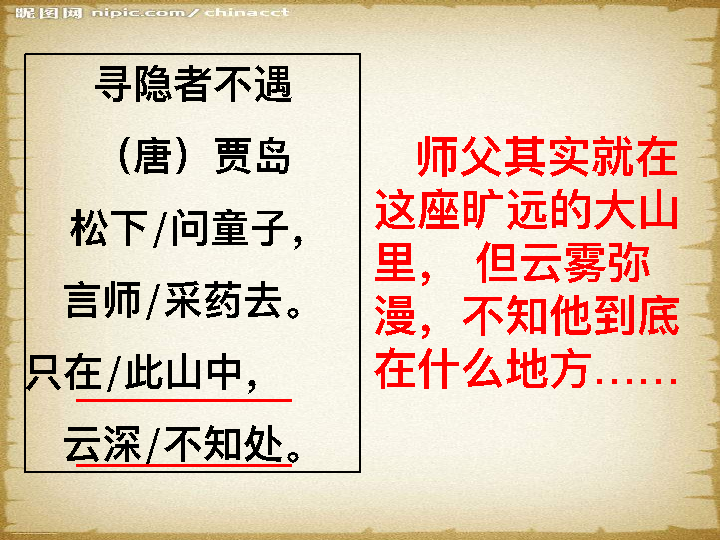 昵图网 nipic.com/chinacct
寻隐者不遇
（唐）贾岛
松下/问童子，
言师/采药去。
只在/此山中，
云深/不知处。
师父其实就在
这座旷远的大山
里， 但云雾弥
漫，不知他到底
在什么地方……